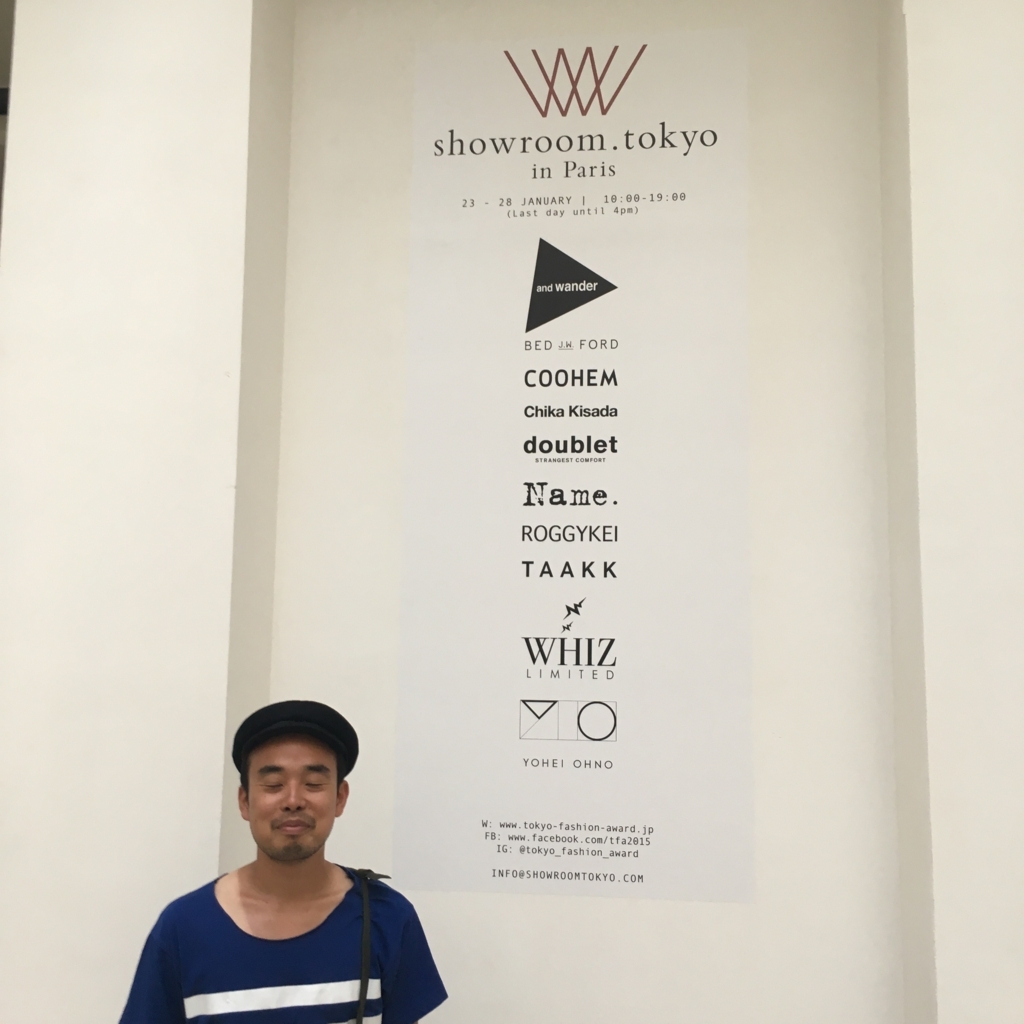 showroom.tokyo
in Paris
23 - 28 JANUARY | 10:00-19:00
(Last day until 4pm)
and wander
BED J.W. FORD
COOHEM
Chika Kisada
doublet
STRANGEST COMFORT
Name.
ROGGYKEI
TAAKK
WHIZ
LIMITED
YO
YOHEI OHNO
W: www.tokyo-fashion-award.jp
FB: www.facebook.com/tfa2015
IG: @tokyo_fashion_award
INFO@SHOWROOMTOKYO.COM